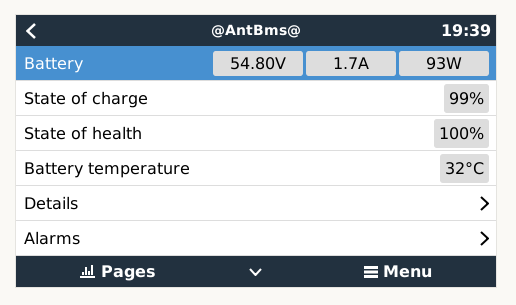 @AntBms@ 19:39
Battery 54.80V 1.7A 93W
State of charge 99%
State of health 100%
Battery temperature 32°C
Details
Alarms
Pages Menu